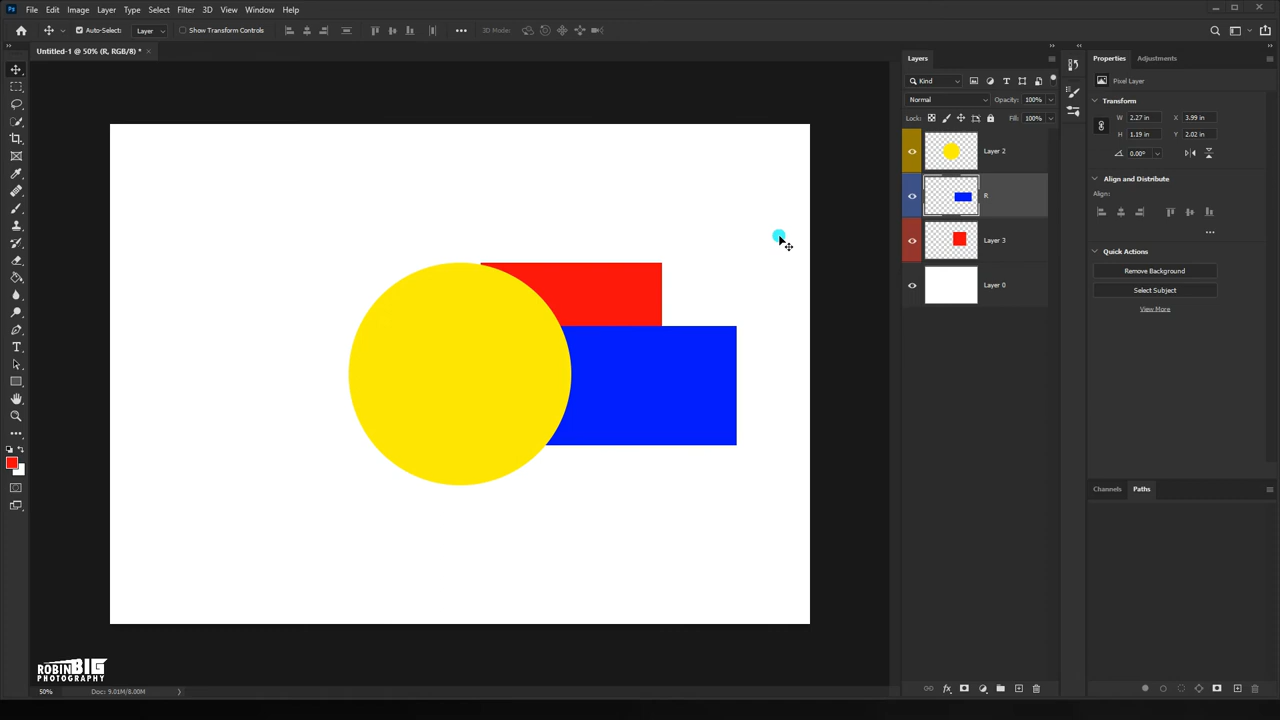 Ps File Edit Image Layer Type Select Filter 3D View Window Help
Auto-Select: Layer Show Transform Controls 3D Mode:
Untitled-1 @ 50% (R, RGB/8) *
Layers
Kind
Normal Opacity: 100%
Lock: Fill: 100%
Layer 2
R
Layer 3
Layer 0
Properties Adjustments
Pixel Layer
Transform
W 2.27 in X 3.99 in
H 1.19 in Y 2.02 in
0.00°
Align and Distribute
Align:
Quick Actions
Remove Background
Select Subject
View More
Channels Paths
ROBINBIG
PHOTOGRAPHY
50% Doc: 9.01M/8.00M